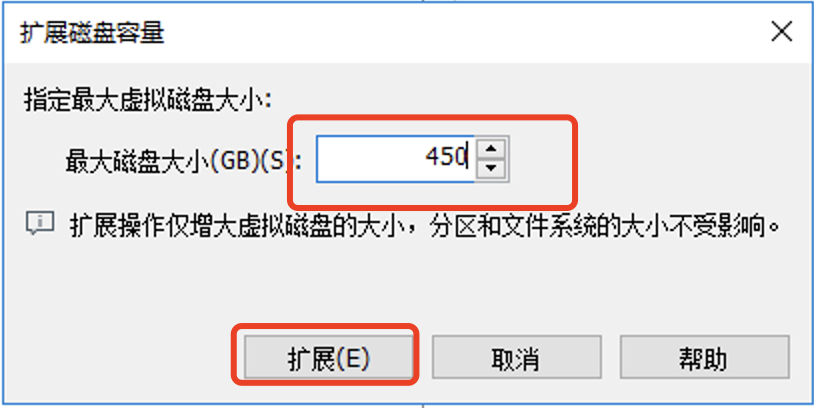 扩展磁盘容量
指定最大虚拟磁盘大小:
最大磁盘大小(GB)(S): 450
扩展操作仅增大虚拟磁盘的大小，分区和文件系统的大小不受影响。
扩展(E) 取消 帮助